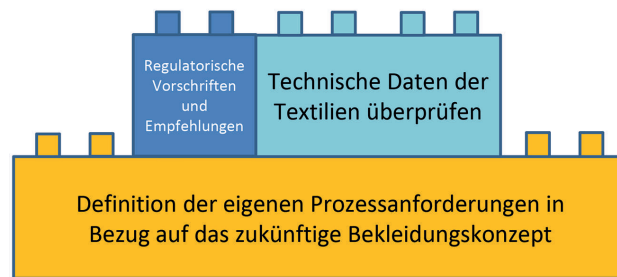 Regulatorische
Vorschriften
und
Empfehlungen
Technische Daten der
Textilien überprüfen
Definition der eigenen Prozessanforderungen in
Bezug auf das zukünftige Bekleidungskonzept